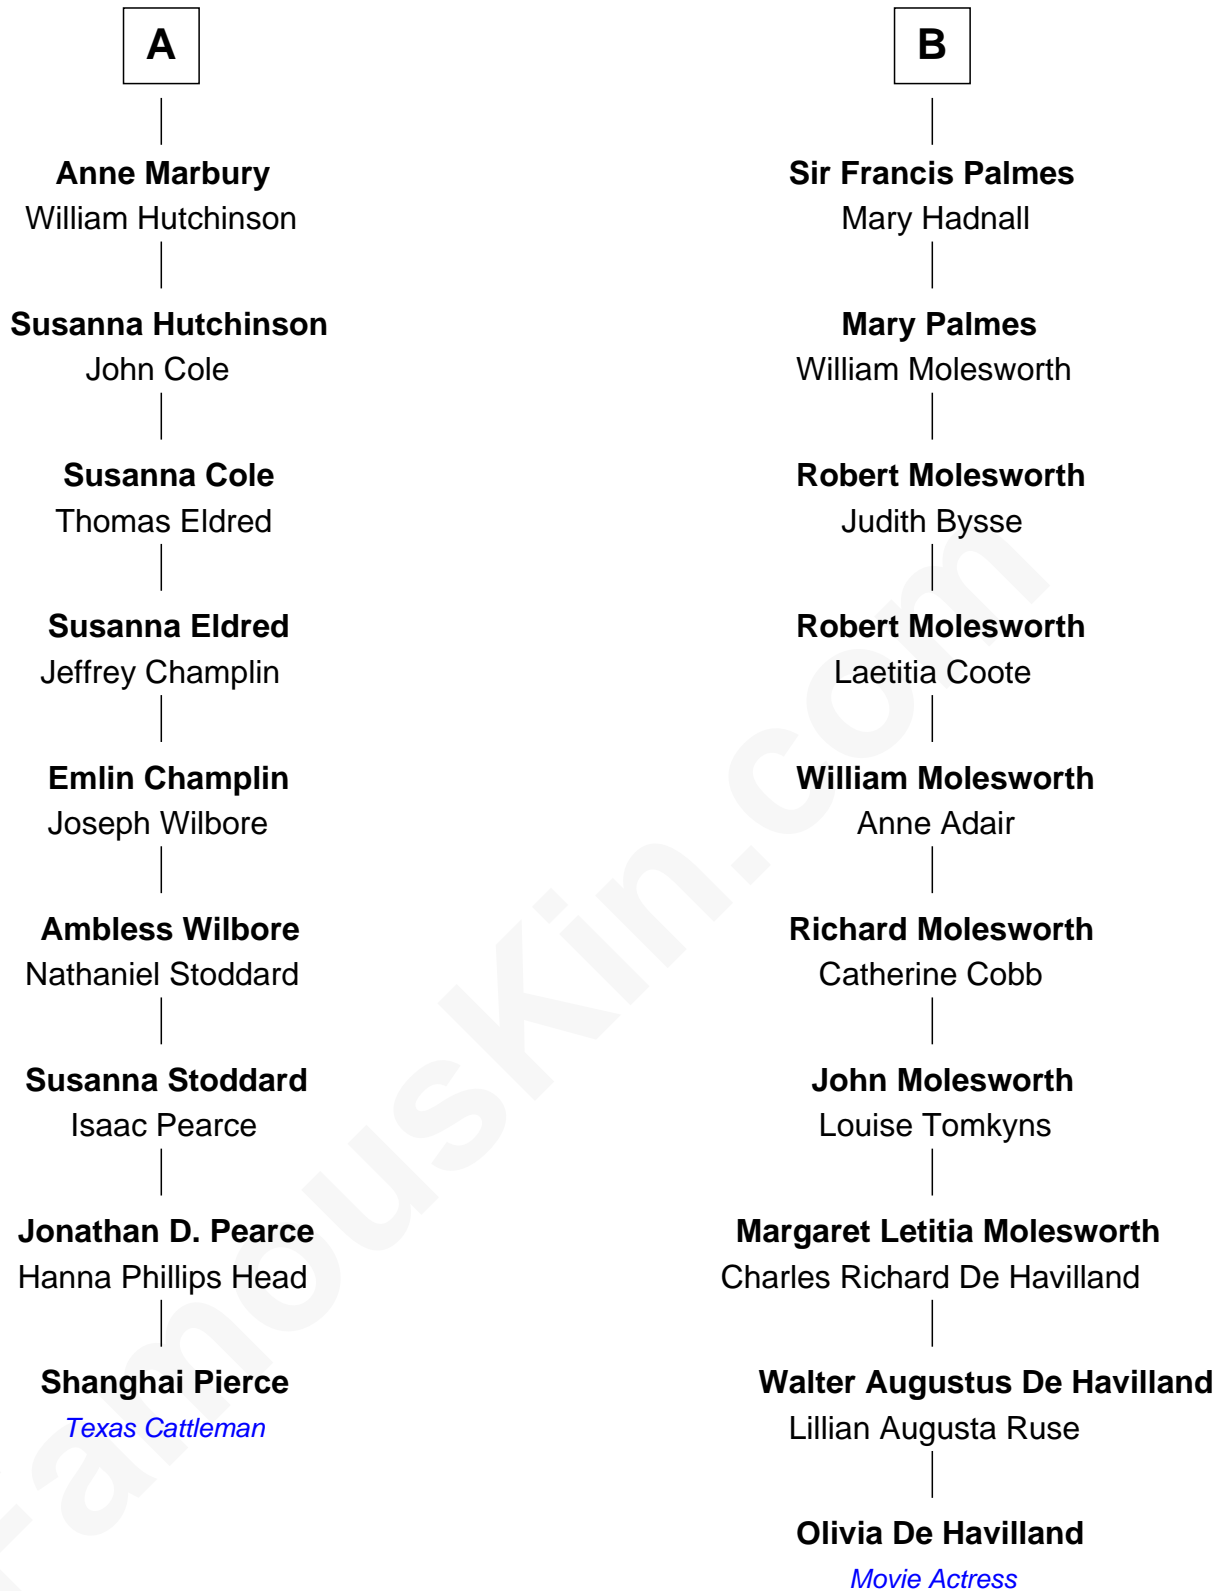 A
Anne Marbury
William Hutchinson
Susanna Hutchinson
John Cole
Susanna Cole
Thomas Eldred
Susanna Eldred
Jeffrey Champlin
Emlin Champlin
Joseph Wilbore
Ambless Wilbore
Nathaniel Stoddard
Susanna Stoddard
Isaac Pearce
Jonathan D. Pearce
Hanna Phillips Head
Shanghai Pierce
Texas Cattleman
B
Sir Francis Palmes
Mary Hadnall
Mary Palmes
William Molesworth
Robert Molesworth
Judith Bysse
Robert Molesworth
Laetitia Coote
William Molesworth
Anne Adair
Richard Molesworth
Catherine Cobb
John Molesworth
Louise Tomkyns
Margaret Letitia Molesworth
Charles Richard De Havilland
Walter Augustus De Havilland
Lillian Augusta Ruse
Olivia De Havilland
Movie Actress
FamousKin.com